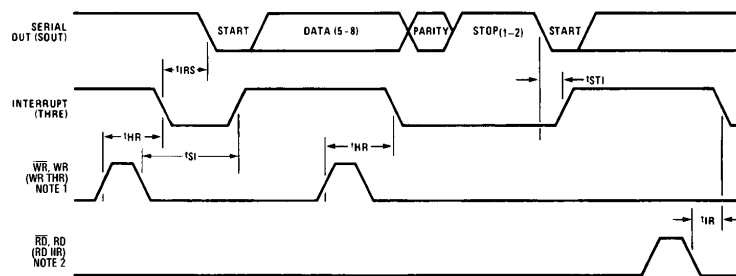 SERIAL
OUT (SOUT)
START
DATA (5-8)
PARITY
STOP(1-2)
START
tIRS
tSTI
INTERRUPT
(THRE)
tHR
tSI
tHR
WR, WR
(WR THR)
NOTE 1
tIR
RD, RD
(RD IIR)
NOTE 2